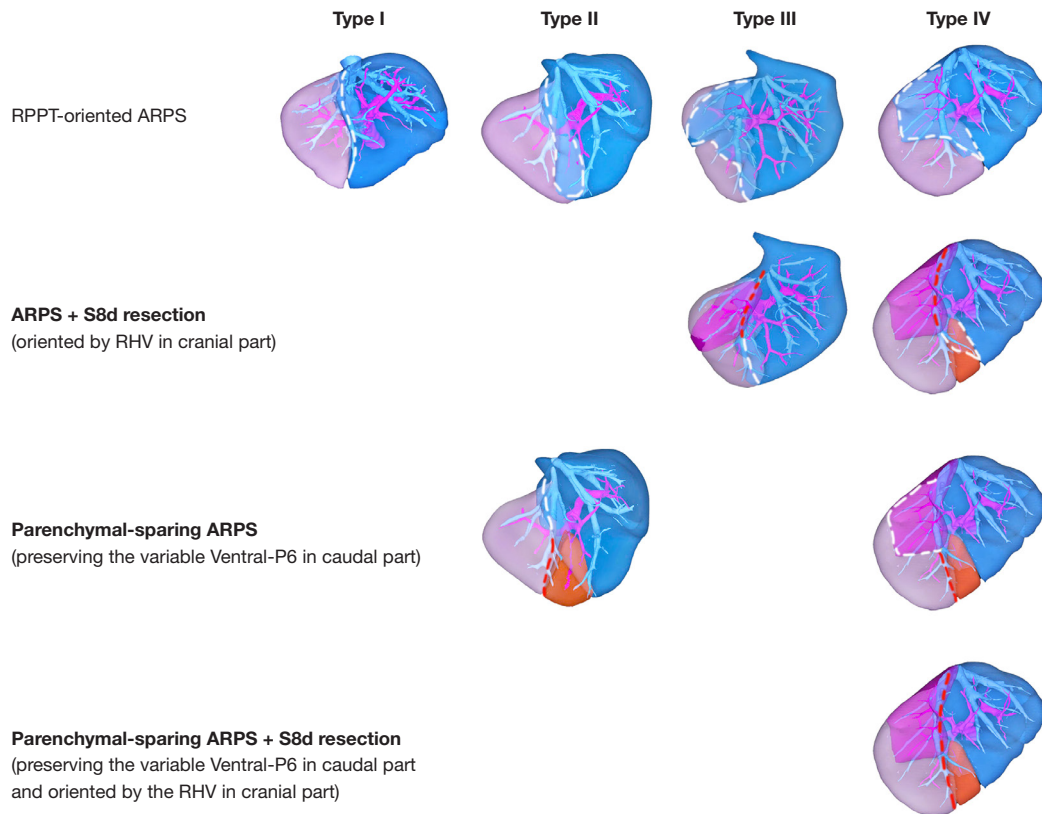 Type I Type II Type III Type IV
RPPT-oriented ARPS
ARPS + S8d resection
(oriented by RHV in cranial part)
Parenchymal-sparing ARPS
(preserving the variable Ventral-P6 in caudal part)
Parenchymal-sparing ARPS + S8d resection
(preserving the variable Ventral-P6 in caudal part
and oriented by the RHV in cranial part)